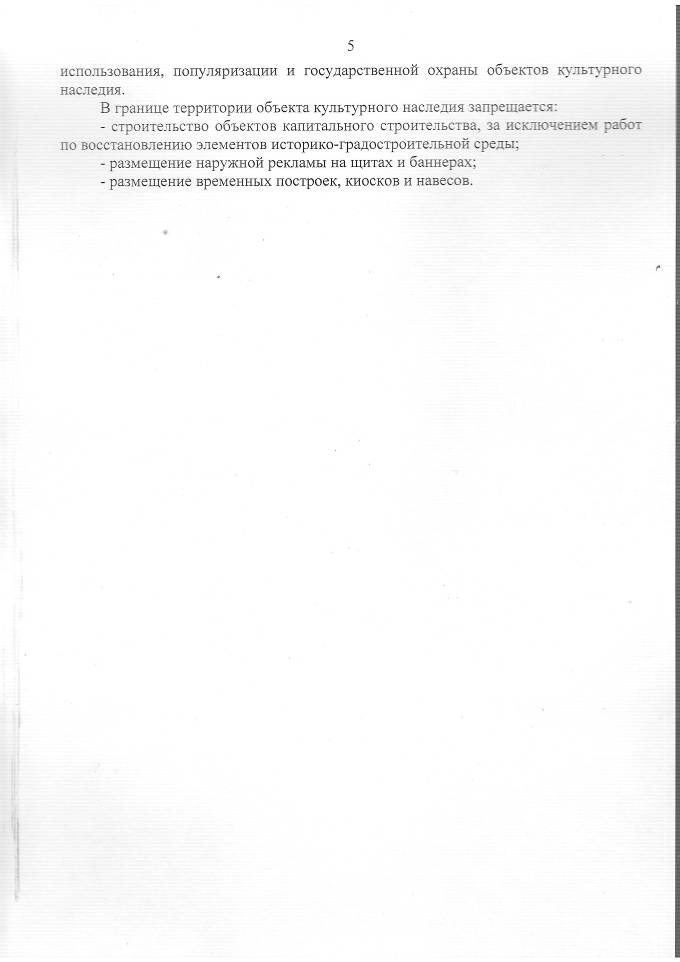 5
использования, популяризации и государственной охраны объектов культурного
наследия.
В границе территории объекта культурного наследия запрещается:
- строительство объектов капитального строительства, за исключением работ
по восстановлению элементов историко-градостроительной среды;
- размещение наружной рекламы на щитах и баннерах;
- размещение временных построек, киосков и навесов.